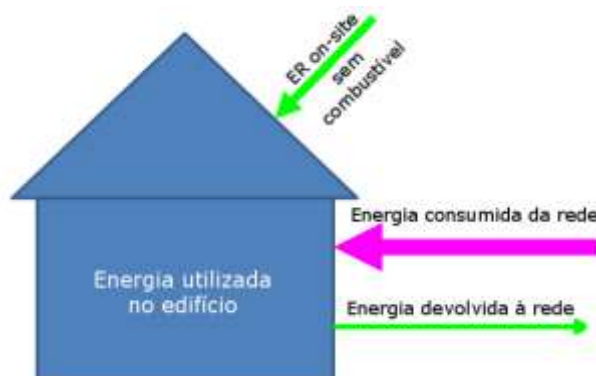 ER on-site
sem
combustível
Energia consumida da rede
Energia utilizada
no edifício
Energia devolvida à rede